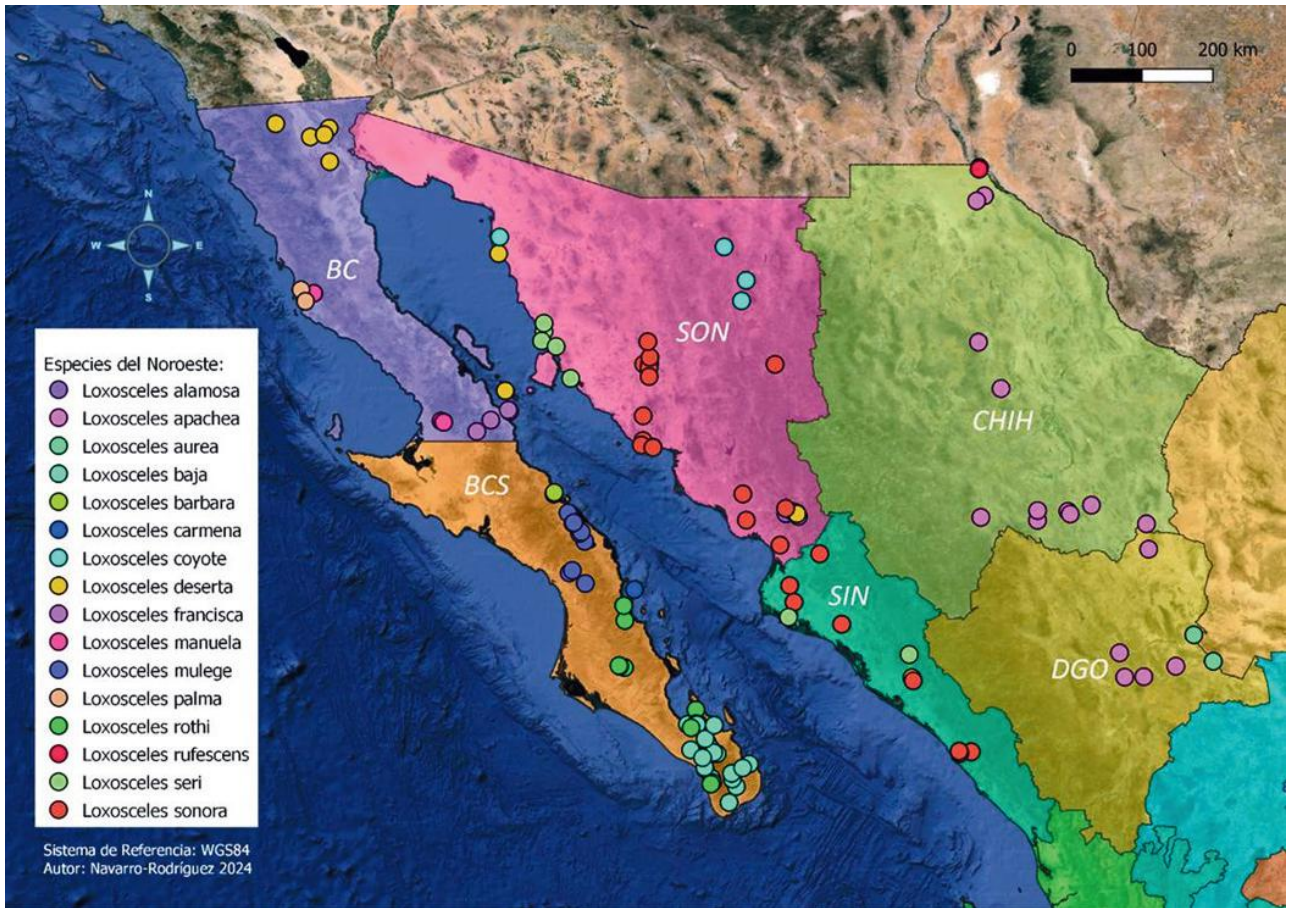 0 100 200 km
N
W E
S
BC
SON
CHIH
BCS
SIN
DGO
Especies del Noroeste:
Loxosceles alamosa
Loxosceles apachea
Loxosceles aurea
Loxosceles baja
Loxosceles barbara
Loxosceles carmena
Loxosceles coyote
Loxosceles deserta
Loxosceles francisca
Loxosceles manuela
Loxosceles mulege
Loxosceles palma
Loxosceles rothi
Loxosceles rufescens
Loxosceles seri
Loxosceles sonora
Sistema de Referencia: WGS84
Autor: Navarro-Rodríguez 2024